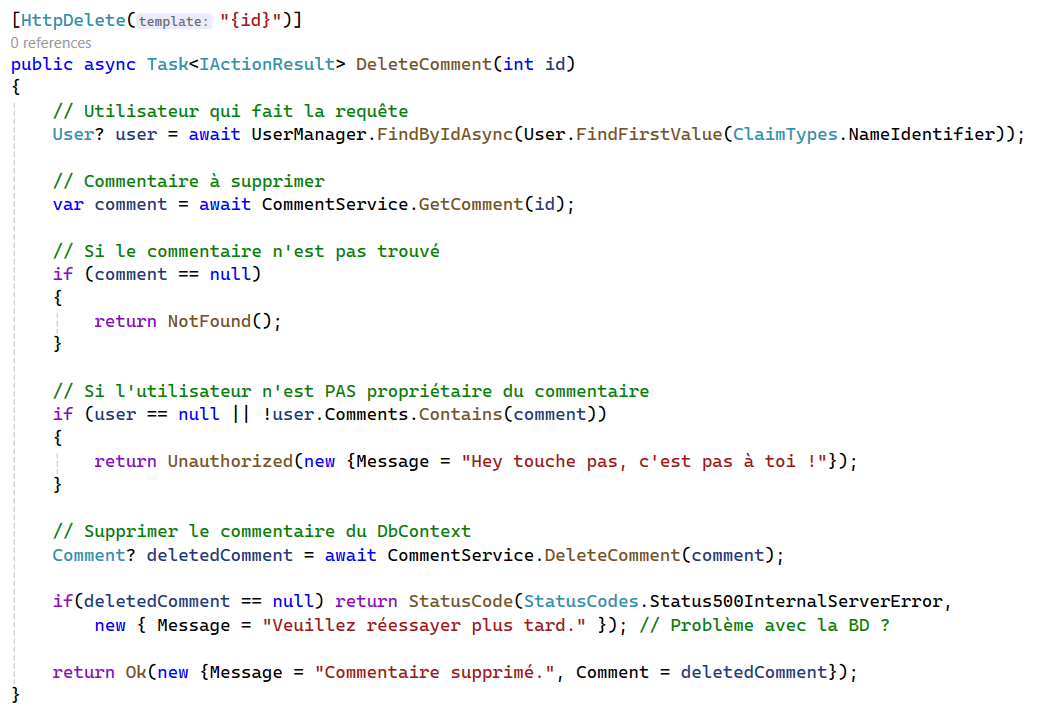 [HttpDelete(template: "{id}")]
0 references
public async Task<IActionResult> DeleteComment(int id)
{
    // Utilisateur qui fait la requête
    User? user = await UserManager.FindByIdAsync(User.FindFirstValue(ClaimTypes.NameIdentifier));

    // Commentaire à supprimer
    var comment = await CommentService.GetComment(id);

    // Si le commentaire n'est pas trouvé
    if (comment == null)
    {
        return NotFound();
    }

    // Si l'utilisateur n'est PAS propriétaire du commentaire
    if (user == null || !user.Comments.Contains(comment))
    {
        return Unauthorized(new {Message = "Hey touche pas, c'est pas à toi !"});
    }

    // Supprimer le commentaire du DbContext
    Comment? deletedComment = await CommentService.DeleteComment(comment);

    if(deletedComment == null) return StatusCode(StatusCodes.Status500InternalServerError,
        new { Message = "Veuillez réessayer plus tard." }); // Problème avec la BD ?

    return Ok(new {Message = "Commentaire supprimé.", Comment = deletedComment});
}